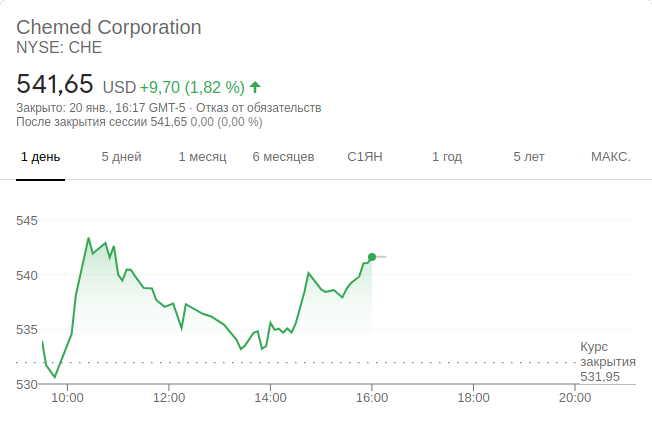 Chemed Corporation
NYSE: CHE
541,65 USD +9,70 (1,82 %)
Закрыто: 20 янв., 16:17 GMT-5 · Отказ от обязательств
После закрытия сессии 541,65 0,00 (0,00 %)
1 день 5 дней 1 месяц 6 месяцев С1ЯН 1 год 5 лет МАКС.
545
540
535
Курс
закрытия
531,95
530
10:00 12:00 14:00 16:00 18:00 20:00